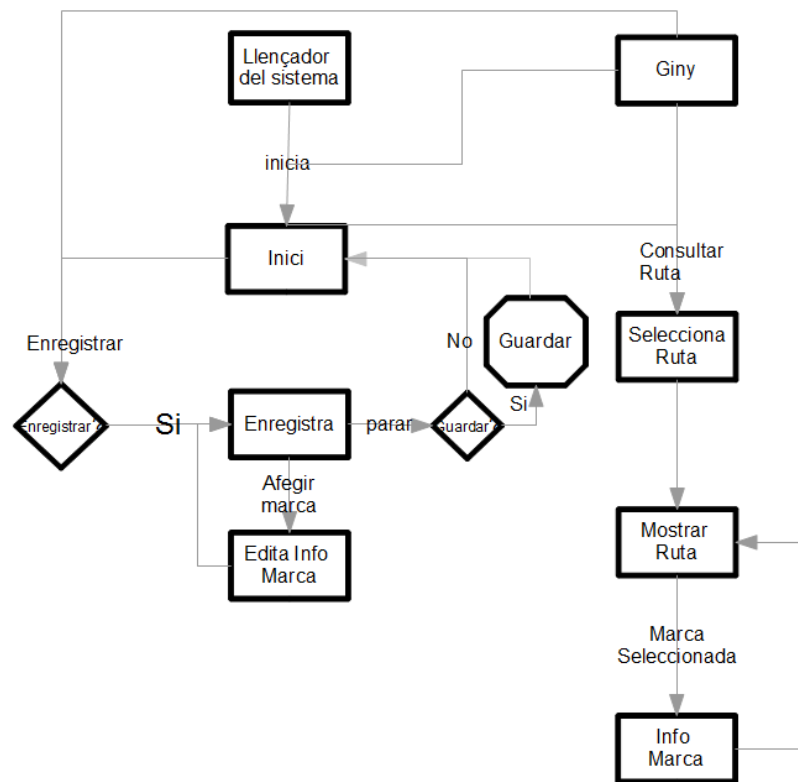 Llençador
del sistema
Giny
inicia
Inici
Consultar
Ruta
Guardar
Selecciona
Ruta
No
Enregistrar
Si
Enregistrar?
Si
Enregistra
parar
Guardar?
Afegir
marca
Edita Info
Marca
Mostrar
Ruta
Marca
Seleccionada
Info
Marca